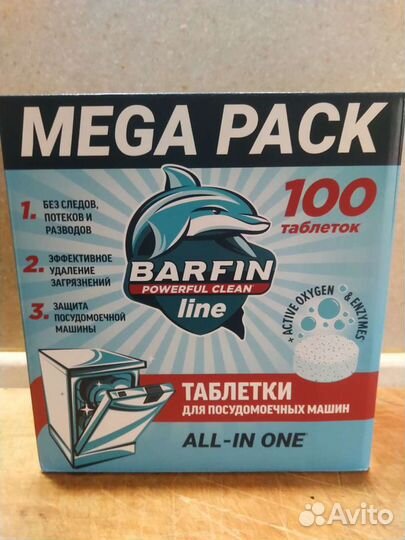 MEGA PACK
1. БЕЗ СЛЕДОВ,
ПОТЕКОВ И
РАЗВОДОВ
2. ЭФФЕКТИВНОЕ
УДАЛЕНИЕ
ЗАГРЯЗНЕНИЙ
3. ЗАЩИТА
ПОСУДОМОЕЧНОЙ
МАШИНЫ
100
таблеток
BARFIN
POWERFUL CLEAN
line
+ ACTIVE OXYGEN & ENZYMES
ТАБЛЕТКИ
ДЛЯ ПОСУДОМОЕЧНЫХ МАШИН
ALL-IN ONE
Avito